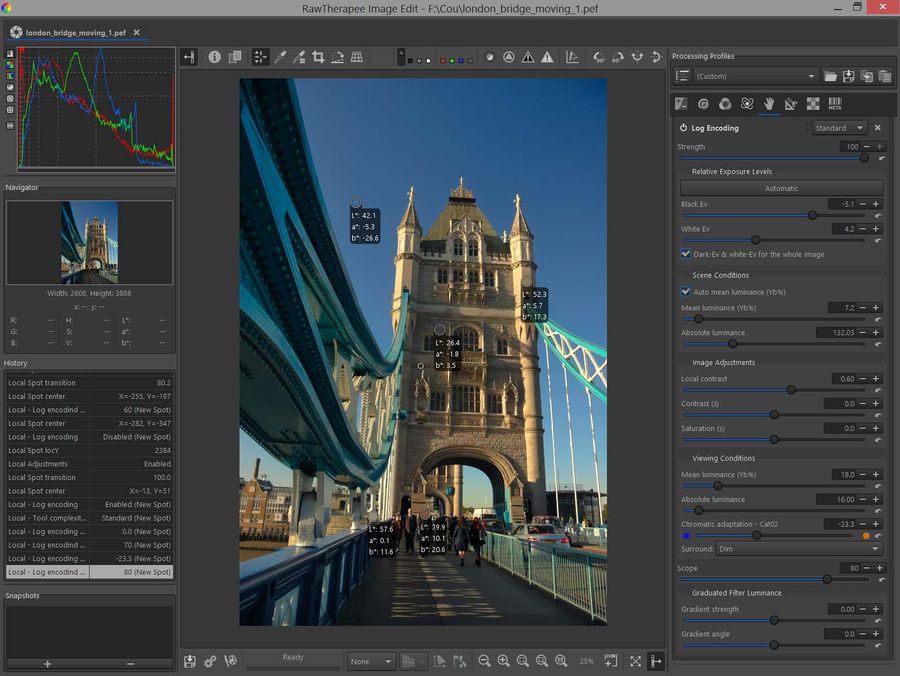 RawTherapee Image Edit - F:\Cou\london_bridge_moving_1.pef
london_bridge_moving_1.pef
Navigator
Width: 2608, Height: 3888
x: --, y: --
R: -- H: -- L*: --
G: -- S: -- a*: --
B: -- V: -- b*: --
History
Local Spot transition 80.2
Local Spot center X=-255, Y=-197
Local - Log encodind ... 60 (New Spot)
Local Spot center X=-282, Y=-347
Local - Log encoding Disabled (New Spot)
Local Spot locY 2384
Local Adjustments Enabled
Local Spot transition 100.0
Local Spot center X=-13, Y=51
Local - Log encoding Enabled (New Spot)
Local - Tool complexit... Standard (New Spot)
Local - Log encodind ... 0.0 (New Spot)
Local - Log encodind ... 70 (New Spot)
Local - Log encoding ... -23.3 (New Spot)
Local - Log encodind ... 80 (New Spot)
Snapshots
L*: 42.1
a*: -5.3
b*: -26.6
L*: 52.3
a*: 5.7
b*: 17.3
L*: 26.4
a*: -1.8
b*: 3.5
L*: 57.6
a*: 0.1
b*: 11.6
L*: 39.9
a*: 10.1
b*: 20.6
Ready
None
25%
Processing Profiles
(Custom)
META
Log Encoding Standard
Strength 100
Relative Exposure Levels
Automatic
Black Ev -5.1
White Ev 4.2
Dark-Ev & white-Ev for the whole image
Scene Conditions
Auto mean luminance (Yb%)
Mean luminance (Yb%) 7.2
Absolute luminance 132.03
Image Adjustments
Local contrast 0.60
Contrast (J) 0.0
Saturation (s) 0.0
Viewing Conditions
Mean luminance (Yb%) 18.0
Absolute luminance 16.00
Chromatic adaptation - Cat02 -23.3
Surround: Dim
Scope 80
Graduated Filter Luminance
Gradient strength 0.00
Gradient angle 0.0